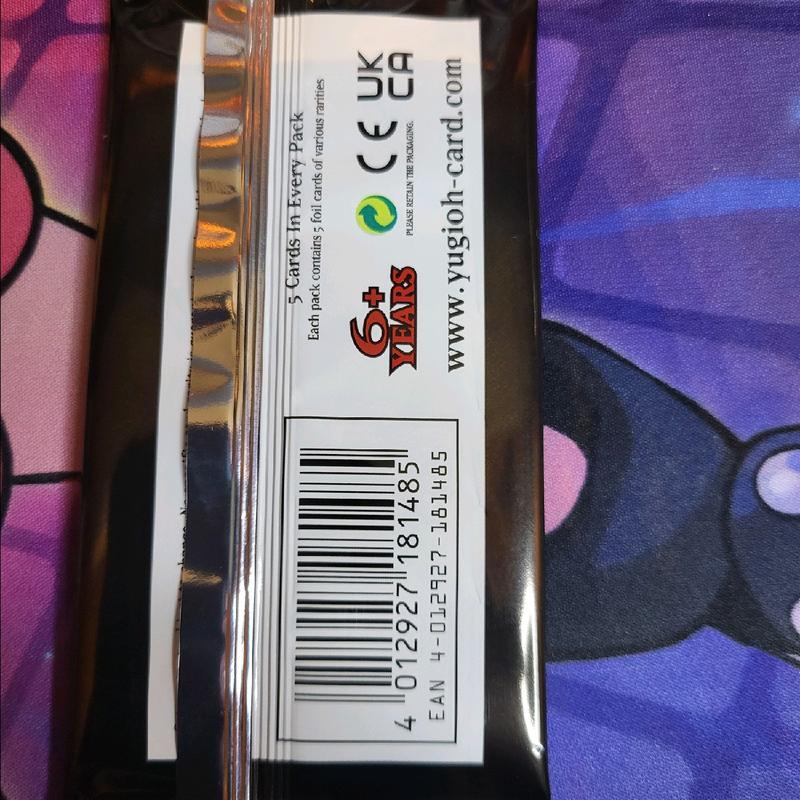 5 Cards In Every Pack
Each pack contains 5 foil cards of various rarities
6+
YEARS
CE
UK
CA
PLEASE RETAIN THE PACKAGING.
www.yugioh-card.com
4 012927 181485
EAN 4-012927-181485